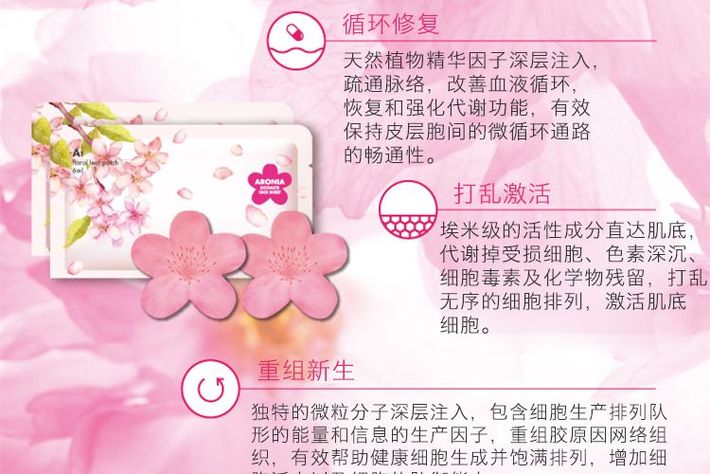 循环修复
天然植物精华因子深层注入，
疏通脉络，改善血液循环，
恢复和强化代谢功能，有效
保持皮层胞间的微循环通路
的畅通性。
floral leaf patch
6ml
ARONIA
打乱激活
埃米级的活性成分直达肌底，
代谢掉受损细胞、色素深沉、
细胞毒素及化学物残留，打乱
无序的细胞排列，激活肌底
细胞。
重组新生
独特的微粒分子深层注入，包含细胞生产排列队
形的能量和信息的生产因子，重组胶原因网络组
织，有效帮助健康细胞生成并饱满排列，增加细